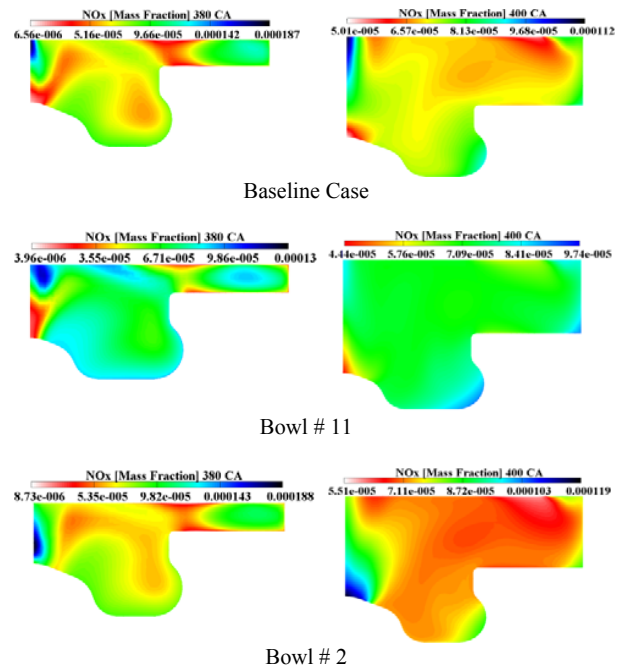 NOx [Mass Fraction] 380 CA
6.56e-006 5.16e-005 9.66e-005 0.000142 0.000187
NOx [Mass Fraction] 400 CA
5.01e-005 6.57e-005 8.13e-005 9.68e-005 0.000112
Baseline Case
NOx [Mass Fraction] 380 CA
3.96e-006 3.55e-005 6.71e-005 9.86e-005 0.00013
NOx [Mass Fraction] 400 CA
4.44e-005 5.76e-005 7.09e-005 8.41e-005 9.74e-005
Bowl # 11
NOx [Mass Fraction] 380 CA
8.73e-006 5.35e-005 9.82e-005 0.000143 0.000188
NOx [Mass Fraction] 400 CA
5.51e-005 7.11e-005 8.72e-005 0.000103 0.000119
Bowl # 2